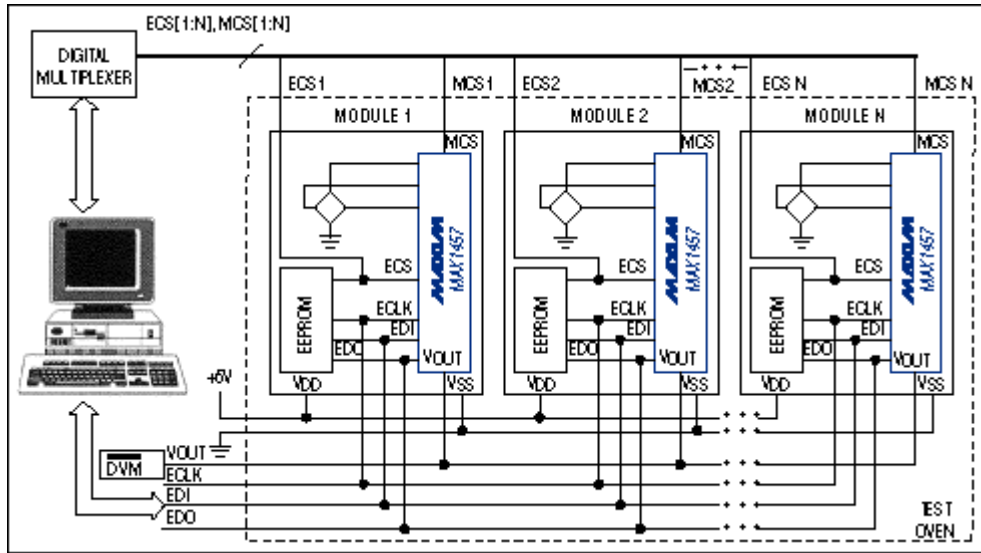 ECS[1:N], MCS[1:N]
DIGITAL
MULTIPLEXER
ECS1
MCS1
ECS2
MCS2
ECS N
MCS N
MODULE 1
MODULE 2
MODULE N
MCS
MCS
MCS
MAXIM
MAX1457
MAXIM
MAX1457
MAXIM
MAX1457
ECS
ECS
ECS
EEPROM
EEPROM
EEPROM
ECLK
ECLK
ECLK
EDI
EDI
EDI
EDO
VOUT
EDO
VOUT
EDO
VOUT
+5V
VDD
VSS
VDD
VSS
VDD
VSS
VOUT
DVM
ECLK
EDI
EDO
TEST
OVEN